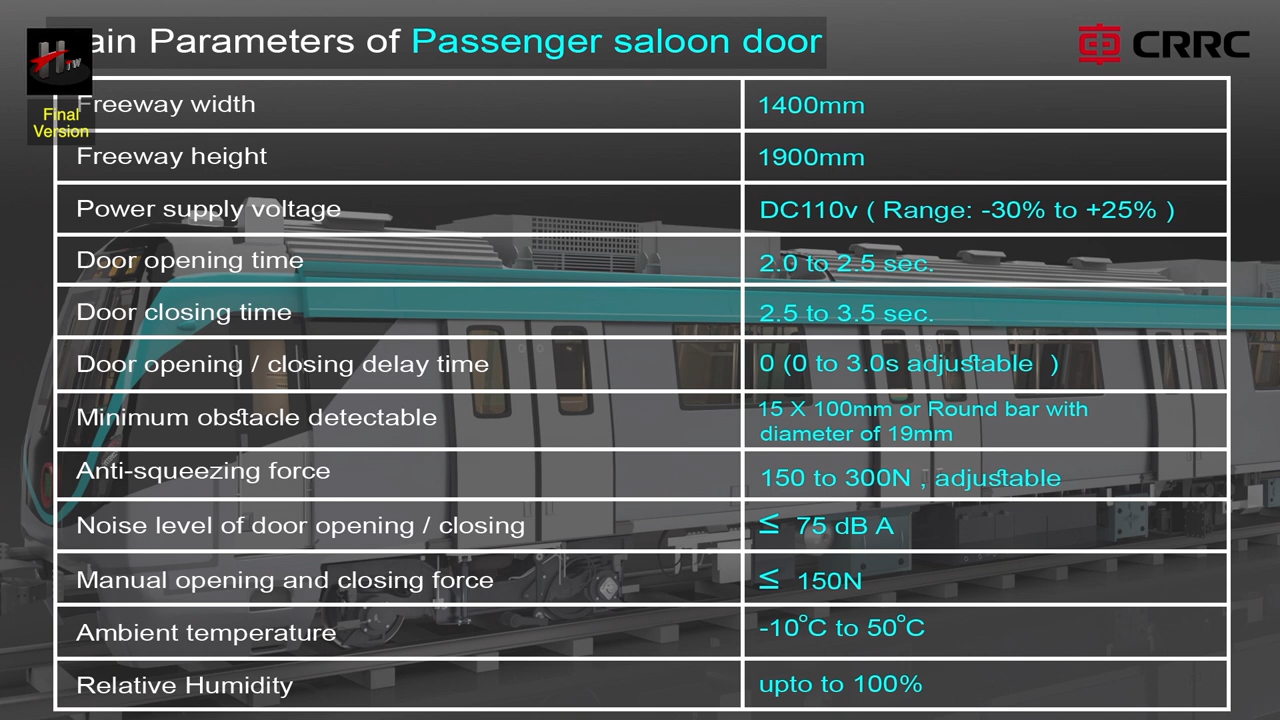 ain Parameters of Passenger saloon door
CRRC
H TW
Final
Version
Freeway width 1400mm
Freeway height 1900mm
Power supply voltage DC110v ( Range: -30% to +25% )
Door opening time 2.0 to 2.5 sec.
Door closing time 2.5 to 3.5 sec.
Door opening / closing delay time 0 (0 to 3.0s adjustable )
Minimum obstacle detectable 15 X 100mm or Round bar with
diameter of 19mm
Anti-squeezing force 150 to 300N , adjustable
Noise level of door opening / closing ≤ 75 dB A
Manual opening and closing force ≤ 150N
Ambient temperature -10°C to 50°C
Relative Humidity upto to 100%